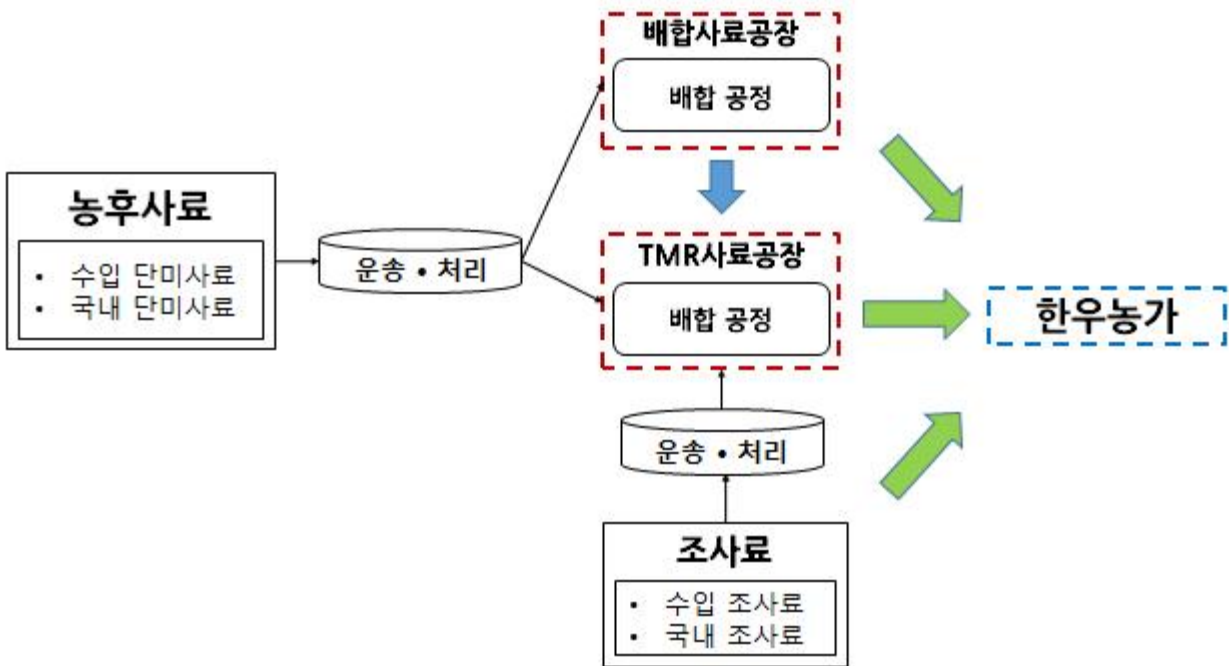 배합사료공장
배합 공정
농후사료
• 수입 단미사료
• 국내 단미사료
운송 • 처리
TMR사료공장
배합 공정
한우농가
운송 • 처리
조사료
• 수입 조사료
• 국내 조사료